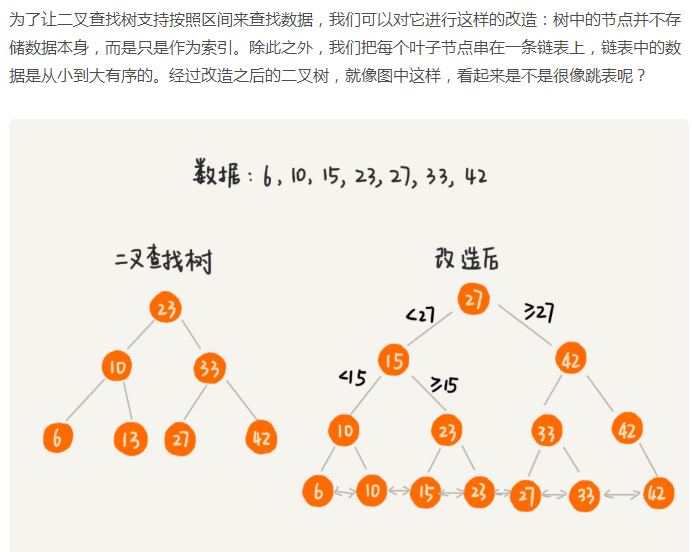 为了让二叉查找树支持按照区间来查找数据，我们可以对它进行这样的改造：树中的节点并不存
储数据本身，而是只是作为索引。除此之外，我们把每个叶子节点串在一条链表上，链表中的数
据是从小到大有序的。经过改造之后的二叉树，就像图中这样，看起来是不是很像跳表呢？
数据：6, 10, 15, 23, 27, 33, 42
二叉查找树
23
10 33
6 13 27 42
改造后
27
<27 ≥27
15 42
<15 ≥15
10 23 33 42
6 10 15 23 27 33 42